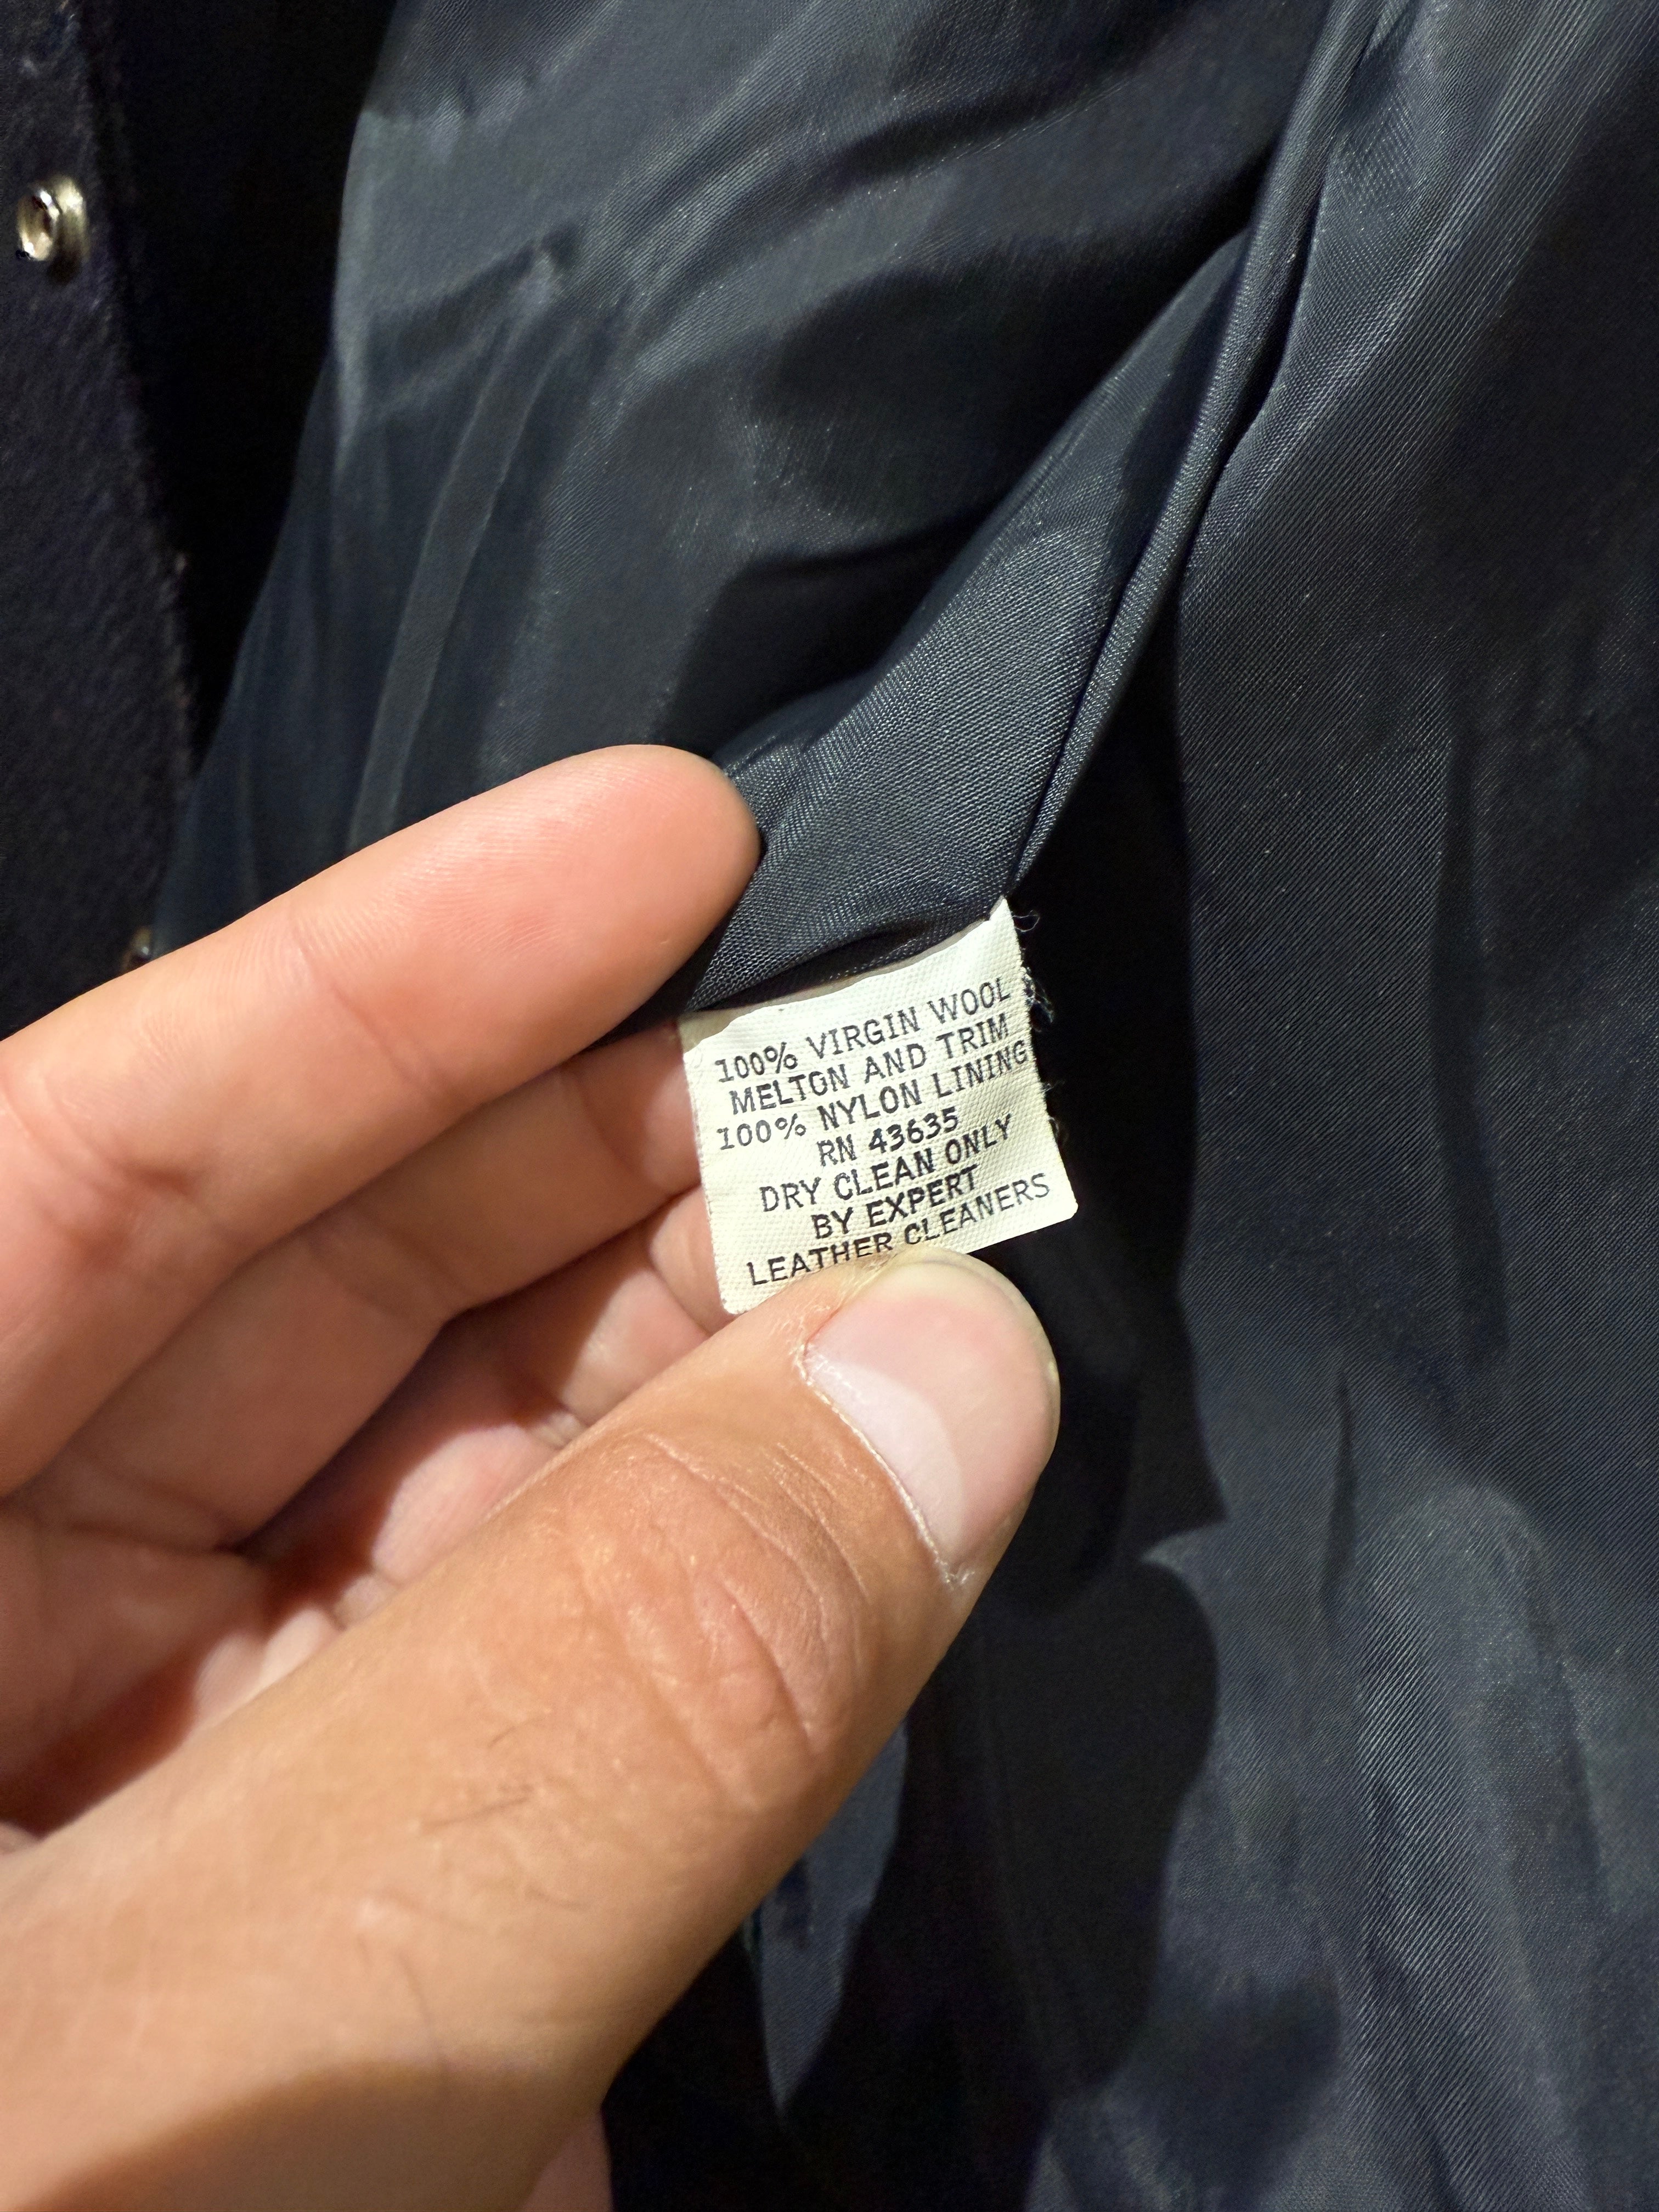 100% VIRGIN WOOL
MELTON AND TRIM
100% NYLON LINING
RN 43635
DRY CLEAN ONLY
BY EXPERT
LEATHER CLEANERS